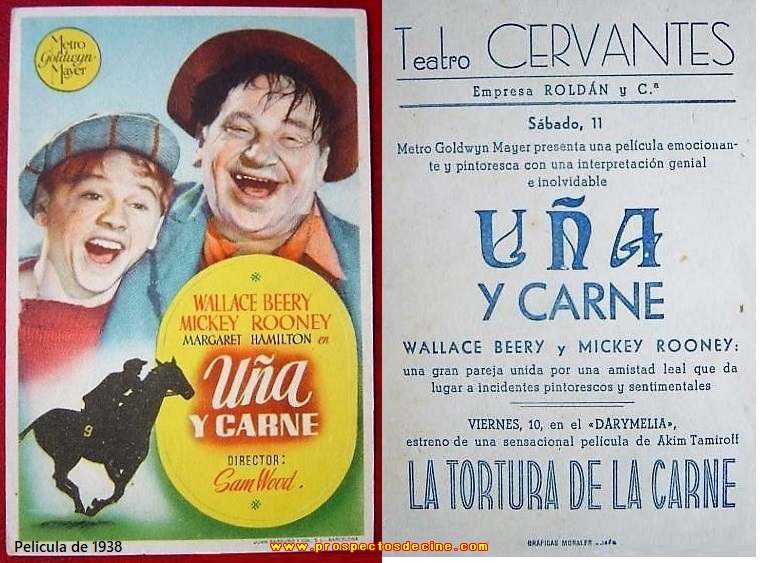 Metro
Goldwyn
Mayer
WALLACE BEERY
MICKEY ROONEY
MARGARET HAMILTON en
Uña
Y CARNE
DIRECTOR:
Sam Wood.
9
Pelicula de 1938
BARCELONA
Teatro CERVANTES
Empresa ROLDÁN y C.ª
Sábado, 11
Metro Goldwyn Mayer presenta una película emocionan-
te y pintoresca con una interpretación genial
e inolvidable
UÑA
Y CARNE
WALLACE BEERY y MICKEY ROONEY:
una gran pareja unida por una amistad leal que da
lugar a incidentes pintorescos y sentimentales
VIERNES, 10, en el «DARYMELIA»,
estreno de una sensacional película de Akim Tamiroff
LA TORTURA DE LA CARNE
GRÁFICAS MORALES
www.prospectosdecine.com